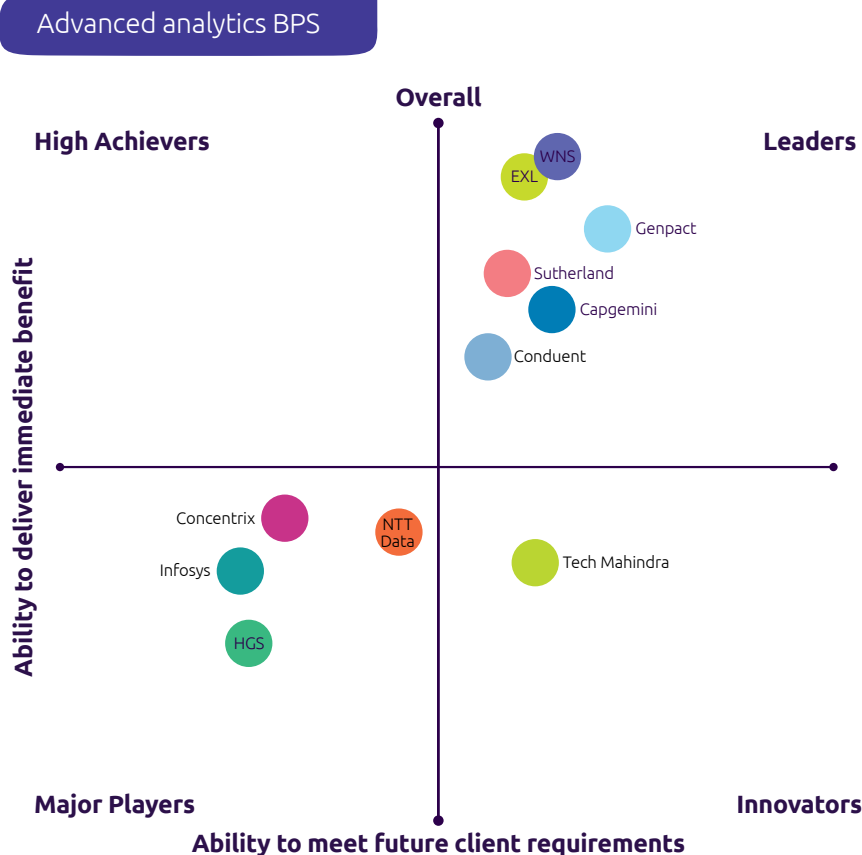 Advanced analytics BPS
Overall
High Achievers
Leaders
WNS
EXL
Genpact
Sutherland
Capgemini
Conduent
Ability to deliver immediate benefit
Concentrix
NTT
Data
Infosys
Tech Mahindra
HGS
Major Players
Innovators
Ability to meet future client requirements